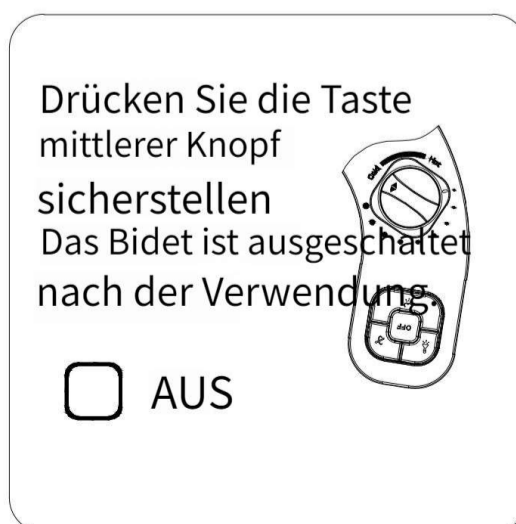 Drücken Sie die Taste
mittlerer Knopf
sicherstellen
Das Bidet ist ausgeschaltet
nach der Verwendung.
AUS
Cold Hot
OFF